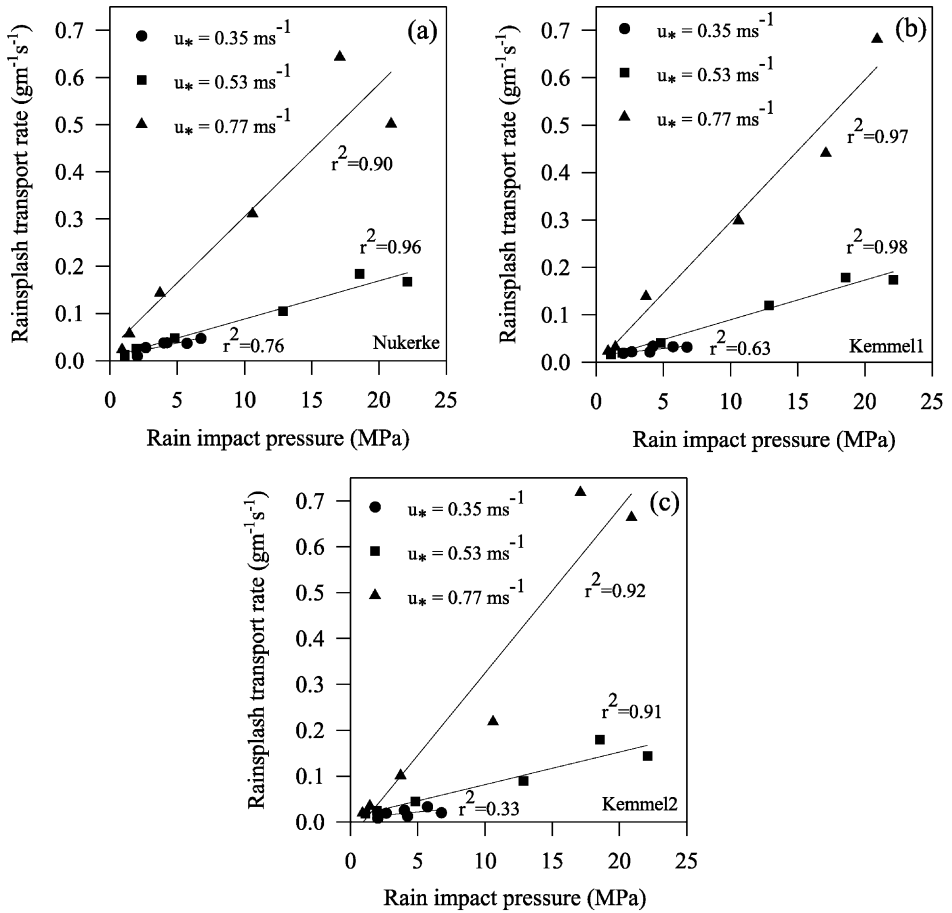 (a)
Rainsplash transport rate (gm⁻¹s⁻¹)
0.7
0.6
0.5
0.4
0.3
0.2
0.1
0.0
u* = 0.35 ms⁻¹
u* = 0.53 ms⁻¹
u* = 0.77 ms⁻¹
r²=0.90
r²=0.96
r²=0.76
Nukerke
0 5 10 15 20 25
Rain impact pressure (MPa)
(b)
Rainsplash transport rate (gm⁻¹s⁻¹)
0.7
0.6
0.5
0.4
0.3
0.2
0.1
0.0
u* = 0.35 ms⁻¹
u* = 0.53 ms⁻¹
u* = 0.77 ms⁻¹
r²=0.97
r²=0.98
r²=0.63
Kemmel1
0 5 10 15 20 25
Rain impact pressure (MPa)
(c)
Rainsplash transport rate (gm⁻¹s⁻¹)
0.7
0.6
0.5
0.4
0.3
0.2
0.1
0.0
u* = 0.35 ms⁻¹
u* = 0.53 ms⁻¹
u* = 0.77 ms⁻¹
r²=0.92
r²=0.91
r²=0.33
Kemmel2
0 5 10 15 20 25
Rain impact pressure (MPa)